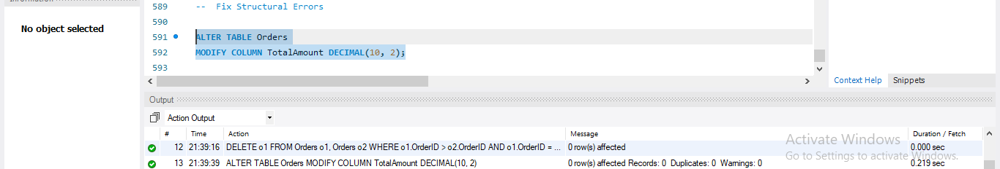 Information
No object selected
589 -- Fix Structural Errors
590
591 ALTER TABLE Orders
592 MODIFY COLUMN TotalAmount DECIMAL(10, 2);
593
Context Help Snippets
Output
Action Output
# Time Action Message Duration / Fetch
12 21:39:16 DELETE o1 FROM Orders o1, Orders o2 WHERE o1.OrderID > o2.OrderID AND o1.OrderID = ... 0 row(s) affected 0.000 sec
13 21:39:39 ALTER TABLE Orders MODIFY COLUMN TotalAmount DECIMAL(10, 2) 0 row(s) affected Records: 0 Duplicates: 0 Warnings: 0 0.219 sec
Activate Windows
Go to Settings to activate Windows.